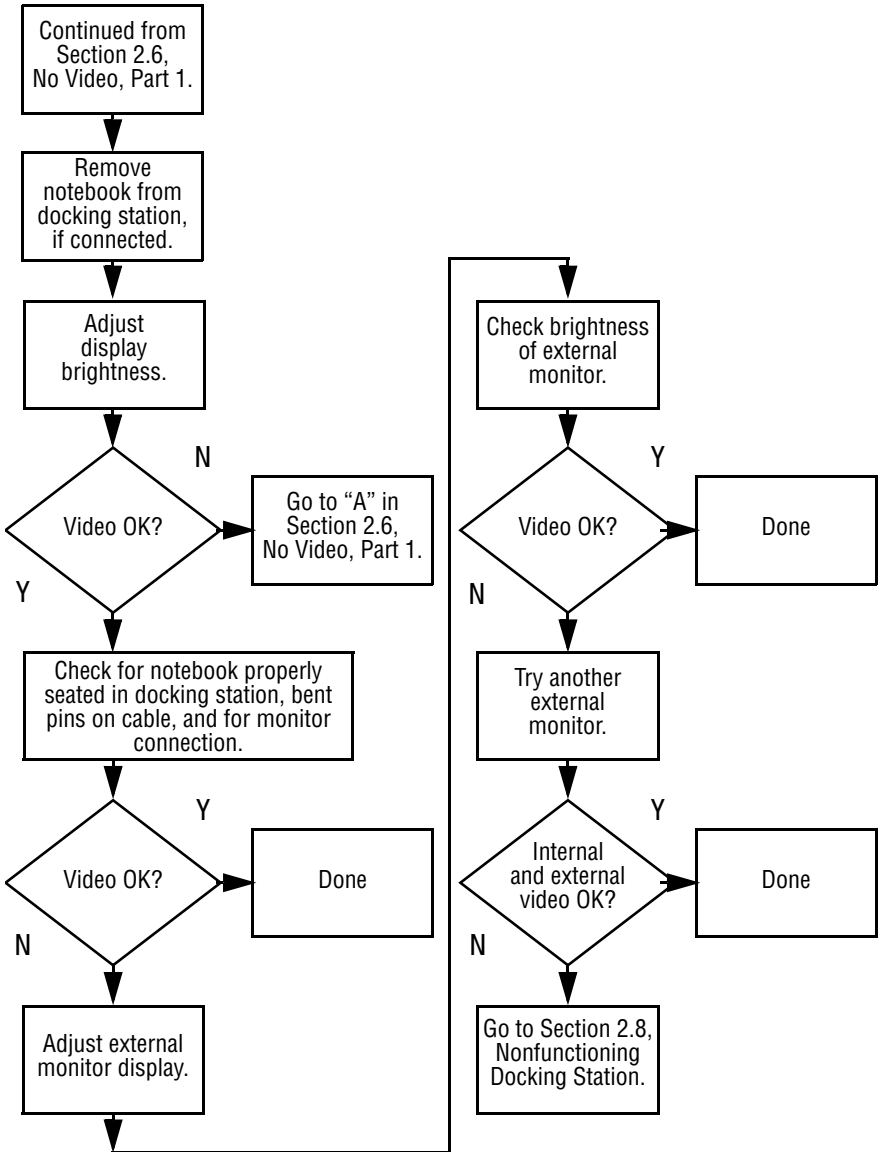 Continued from
Section 2.6,
No Video, Part 1.
Remove
notebook from
docking station,
if connected.
Adjust
display
brightness.
Video OK?
N
Go to “A” in
Section 2.6,
No Video, Part 1.
Y
Check for notebook properly
seated in docking station, bent
pins on cable, and for monitor
connection.
Video OK?
Y
Done
N
Adjust external
monitor display.
Check brightness
of external
monitor.
Video OK?
Y
Done
N
Try another
external
monitor.
Internal
and external
video OK?
Y
Done
N
Go to Section 2.8,
Nonfunctioning
Docking Station.